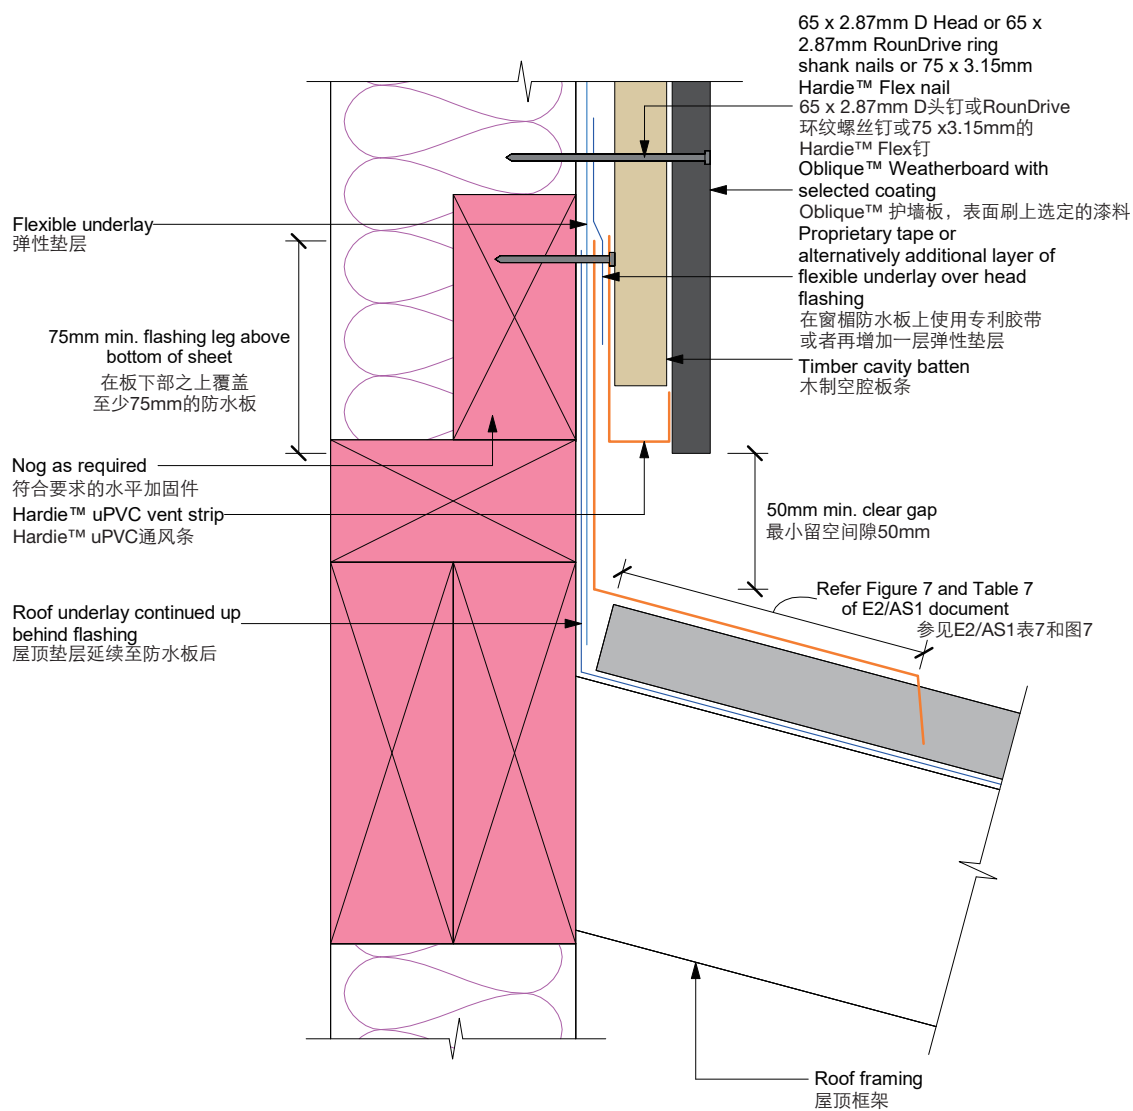 65 x 2.87mm D Head or 65 x
2.87mm RounDrive ring
shank nails or 75 x 3.15mm
Hardie™ Flex nail
65 x 2.87mm D头钉或RounDrive
环纹螺丝钉或75 x3.15mm的
Hardie™ Flex钉
Oblique™ Weatherboard with
selected coating
Oblique™ 护墙板，表面刷上选定的漆料
Proprietary tape or
alternatively additional layer of
flexible underlay over head
flashing
在窗楣防水板上使用专利胶带
或者再增加一层弹性垫层
Timber cavity batten
木制空腔板条
Flexible underlay
弹性垫层
75mm min. flashing leg above
bottom of sheet
在板下部之上覆盖
至少75mm的防水板
Nog as required
符合要求的水平加固件
Hardie™ uPVC vent strip
Hardie™ uPVC通风条
50mm min. clear gap
最小留空间隙50mm
Refer Figure 7 and Table 7
of E2/AS1 document
参见E2/AS1表7和图7
Roof underlay continued up
behind flashing
屋顶垫层延续至防水板后
Roof framing
屋顶框架